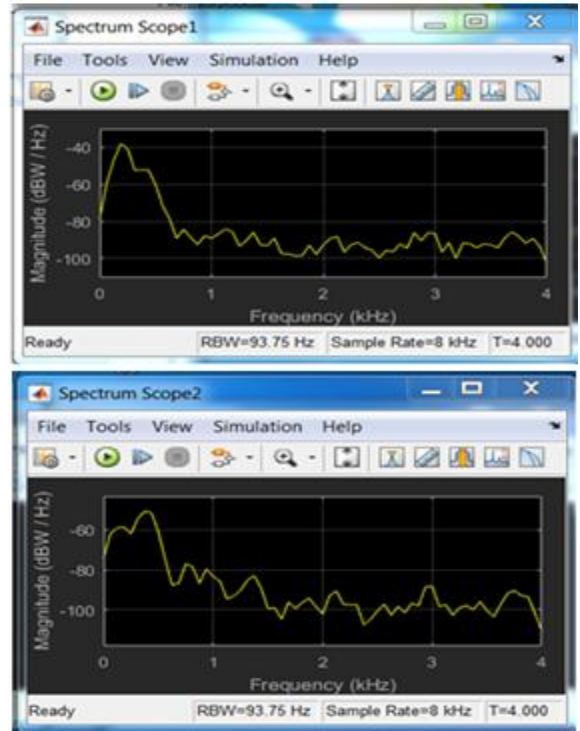 Spectrum Scope1
File Tools View Simulation Help
Magnitude (dBW / Hz)
-40
-60
-80
-100
0 1 2 3 4
Frequency (kHz)
Ready RBW=93.75 Hz Sample Rate=8 kHz T=4.000
Spectrum Scope2
File Tools View Simulation Help
Magnitude (dBW / Hz)
-60
-80
-100
0 1 2 3 4
Frequency (kHz)
Ready RBW=93.75 Hz Sample Rate=8 kHz T=4.000